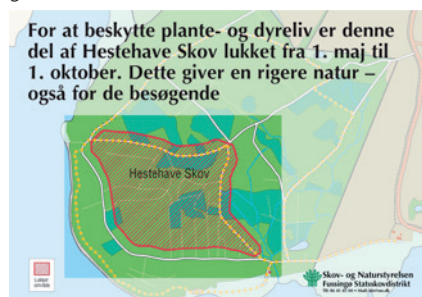 For at beskytte plante- og dyreliv er denne
del af Hestehave Skov lukket fra 1. maj til
1. oktober. Dette giver en rigere natur –
også for de besøgende
Hestehave Skov
Skov- og Naturstyrelsen
Fussingø Statsskovdistrikt